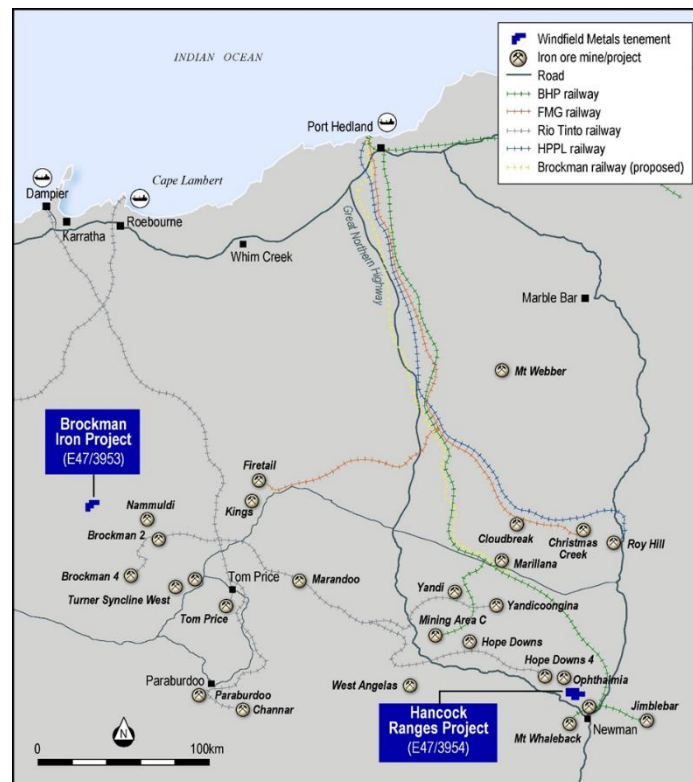 INDIAN OCEAN
Windfield Metals tenement
Iron ore mine/project
Road
BHP railway
FMG railway
Rio Tinto railway
HPPL railway
Brockman railway (proposed)
Port Hedland
Cape Lambert
Dampier
Karratha
Roebourne
Whim Creek
Great Northern Highway
Marble Bar
Mt Webber
Brockman
Iron Project
(E47/3953)
Firetail
Kings
Nammuldi
Brockman 2
Cloudbreak
Christmas
Creek
Roy Hill
Marillana
Brockman 4
Turner Syncline West
Tom Price
Tom Price
Marandoo
Yandi
Yandicoongina
Mining Area C
Hope Downs
Hope Downs 4
Ophthalmia
West Angelas
Paraburdoo
Paraburdoo
Channar
Hancock
Ranges Project
(E47/3954)
Jimblebar
Newman
Mt Whaleback
N
0
100km